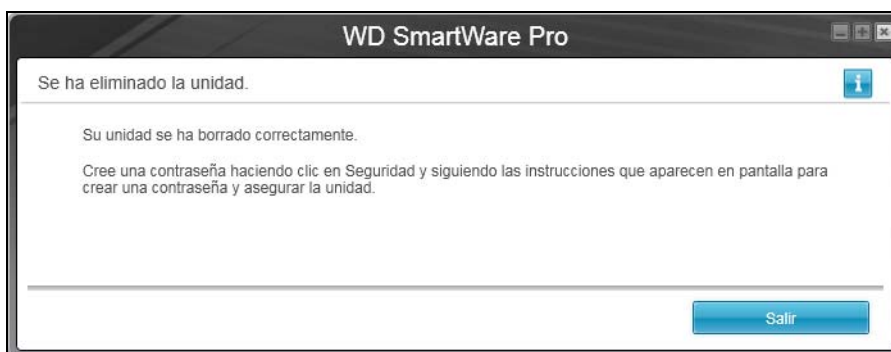 WD SmartWare Pro
Se ha eliminado la unidad.
Su unidad se ha borrado correctamente.
Cree una contraseña haciendo clic en Seguridad y siguiendo las instrucciones que aparecen en pantalla para
crear una contraseña y asegurar la unidad.
Salir